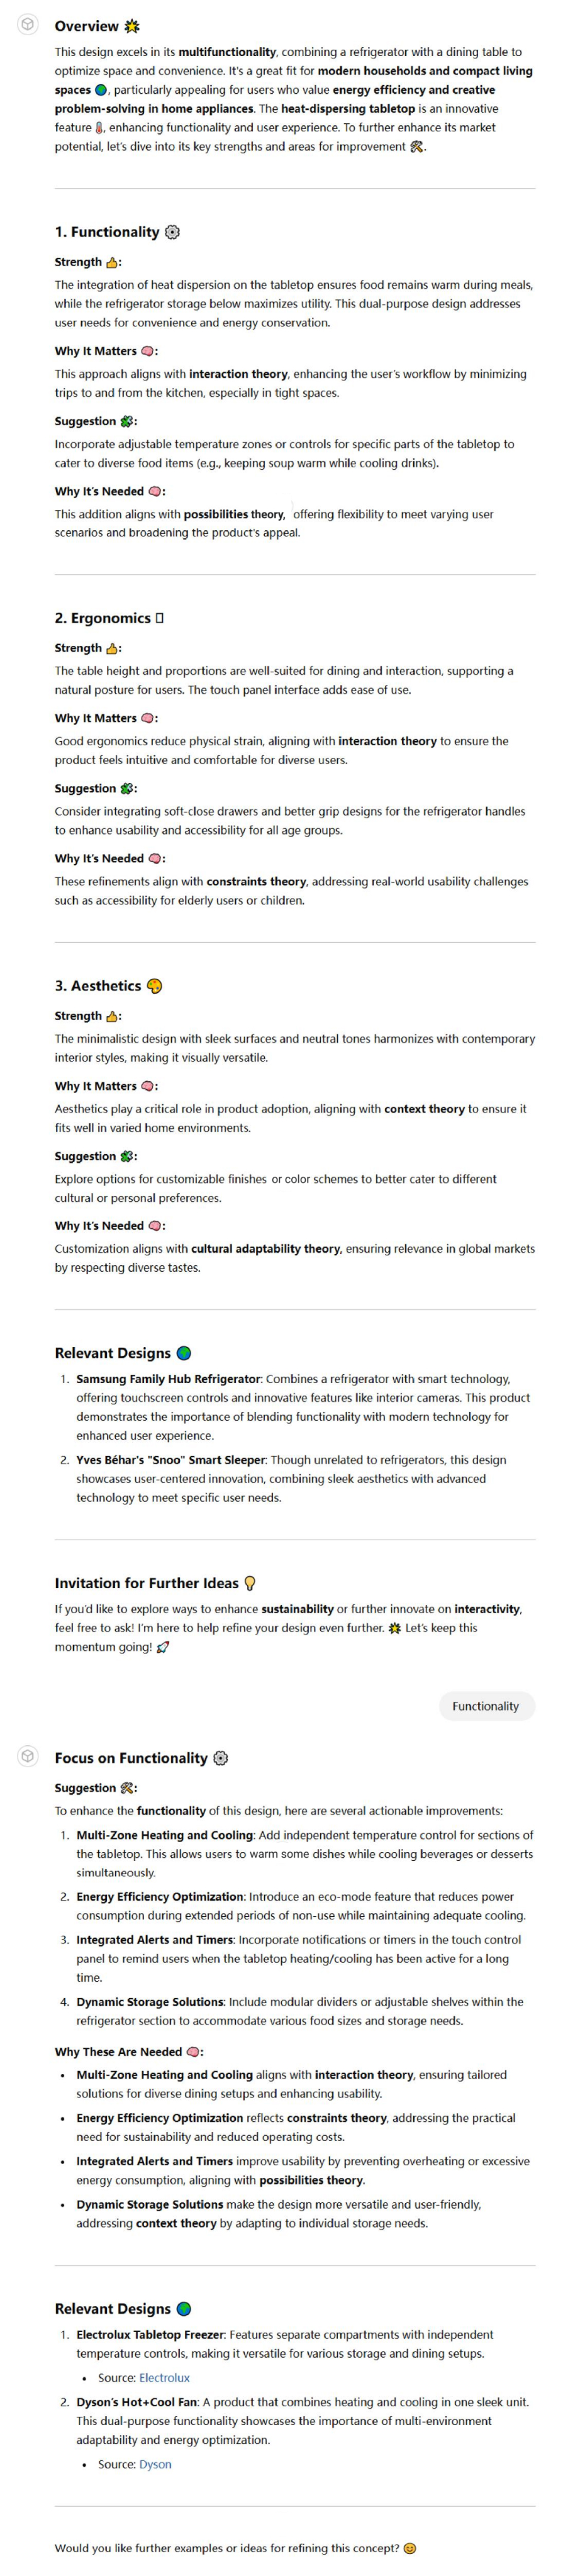 Overview 🌟
This design excels in its multifunctionality, combining a refrigerator with a dining table to
optimize space and convenience. It's a great fit for modern households and compact living
spaces 🌍, particularly appealing for users who value energy efficiency and creative
problem-solving in home appliances. The heat-dispersing tabletop is an innovative
feature 🌡️, enhancing functionality and user experience. To further enhance its market
potential, let's dive into its key strengths and areas for improvement 🛠️.
1. Functionality ⚙️
Strength 👍:
The integration of heat dispersion on the tabletop ensures food remains warm during meals,
while the refrigerator storage below maximizes utility. This dual-purpose design addresses
user needs for convenience and energy conservation.
Why It Matters 🧠:
This approach aligns with interaction theory, enhancing the user's workflow by minimizing
trips to and from the kitchen, especially in tight spaces.
Suggestion 🧩:
Incorporate adjustable temperature zones or controls for specific parts of the tabletop to
cater to diverse food items (e.g., keeping soup warm while cooling drinks).
Why It's Needed 🧠:
This addition aligns with possibilities theory, offering flexibility to meet varying user
scenarios and broadening the product's appeal.
2. Ergonomics ▯
Strength 👍:
The table height and proportions are well-suited for dining and interaction, supporting a
natural posture for users. The touch panel interface adds ease of use.
Why It Matters 🧠:
Good ergonomics reduce physical strain, aligning with interaction theory to ensure the
product feels intuitive and comfortable for diverse users.
Suggestion 🧩:
Consider integrating soft-close drawers and better grip designs for the refrigerator handles
to enhance usability and accessibility for all age groups.
Why It's Needed 🧠:
These refinements align with constraints theory, addressing real-world usability challenges
such as accessibility for elderly users or children.
3. Aesthetics 🎨
Strength 👍:
The minimalistic design with sleek surfaces and neutral tones harmonizes with contemporary
interior styles, making it visually versatile.
Why It Matters 🧠:
Aesthetics play a critical role in product adoption, aligning with context theory to ensure it
fits well in varied home environments.
Suggestion 🧩:
Explore options for customizable finishes or color schemes to better cater to different
cultural or personal preferences.
Why It's Needed 🧠:
Customization aligns with cultural adaptability theory, ensuring relevance in global markets
by respecting diverse tastes.
Relevant Designs 🌍
1. Samsung Family Hub Refrigerator: Combines a refrigerator with smart technology,
offering touchscreen controls and innovative features like interior cameras. This product
demonstrates the importance of blending functionality with modern technology for
enhanced user experience.
2. Yves Béhar's "Snoo" Smart Sleeper: Though unrelated to refrigerators, this design
showcases user-centered innovation, combining sleek aesthetics with advanced
technology to meet specific user needs.
Invitation for Further Ideas 💡
If you'd like to explore ways to enhance sustainability or further innovate on interactivity,
feel free to ask! I'm here to help refine your design even further. 🌟 Let's keep this
momentum going! 🚀
Functionality
Focus on Functionality ⚙️
Suggestion 🛠️:
To enhance the functionality of this design, here are several actionable improvements:
1. Multi-Zone Heating and Cooling: Add independent temperature control for sections of
the tabletop. This allows users to warm some dishes while cooling beverages or desserts
simultaneously.
2. Energy Efficiency Optimization: Introduce an eco-mode feature that reduces power
consumption during extended periods of non-use while maintaining adequate cooling.
3. Integrated Alerts and Timers: Incorporate notifications or timers in the touch control
panel to remind users when the tabletop heating/cooling has been active for a long
time.
4. Dynamic Storage Solutions: Include modular dividers or adjustable shelves within the
refrigerator section to accommodate various food sizes and storage needs.
Why These Are Needed 🧠:
• Multi-Zone Heating and Cooling aligns with interaction theory, ensuring tailored
solutions for diverse dining setups and enhancing usability.
• Energy Efficiency Optimization reflects constraints theory, addressing the practical
need for sustainability and reduced operating costs.
• Integrated Alerts and Timers improve usability by preventing overheating or excessive
energy consumption, aligning with possibilities theory.
• Dynamic Storage Solutions make the design more versatile and user-friendly,
addressing context theory by adapting to individual storage needs.
Relevant Designs 🌍
1. Electrolux Tabletop Freezer: Features separate compartments with independent
temperature controls, making it versatile for various storage and dining setups.
• Source: Electrolux
2. Dyson's Hot+Cool Fan: A product that combines heating and cooling in one sleek unit.
This dual-purpose functionality showcases the importance of multi-environment
adaptability and energy optimization.
• Source: Dyson
Would you like further examples or ideas for refining this concept? 😊